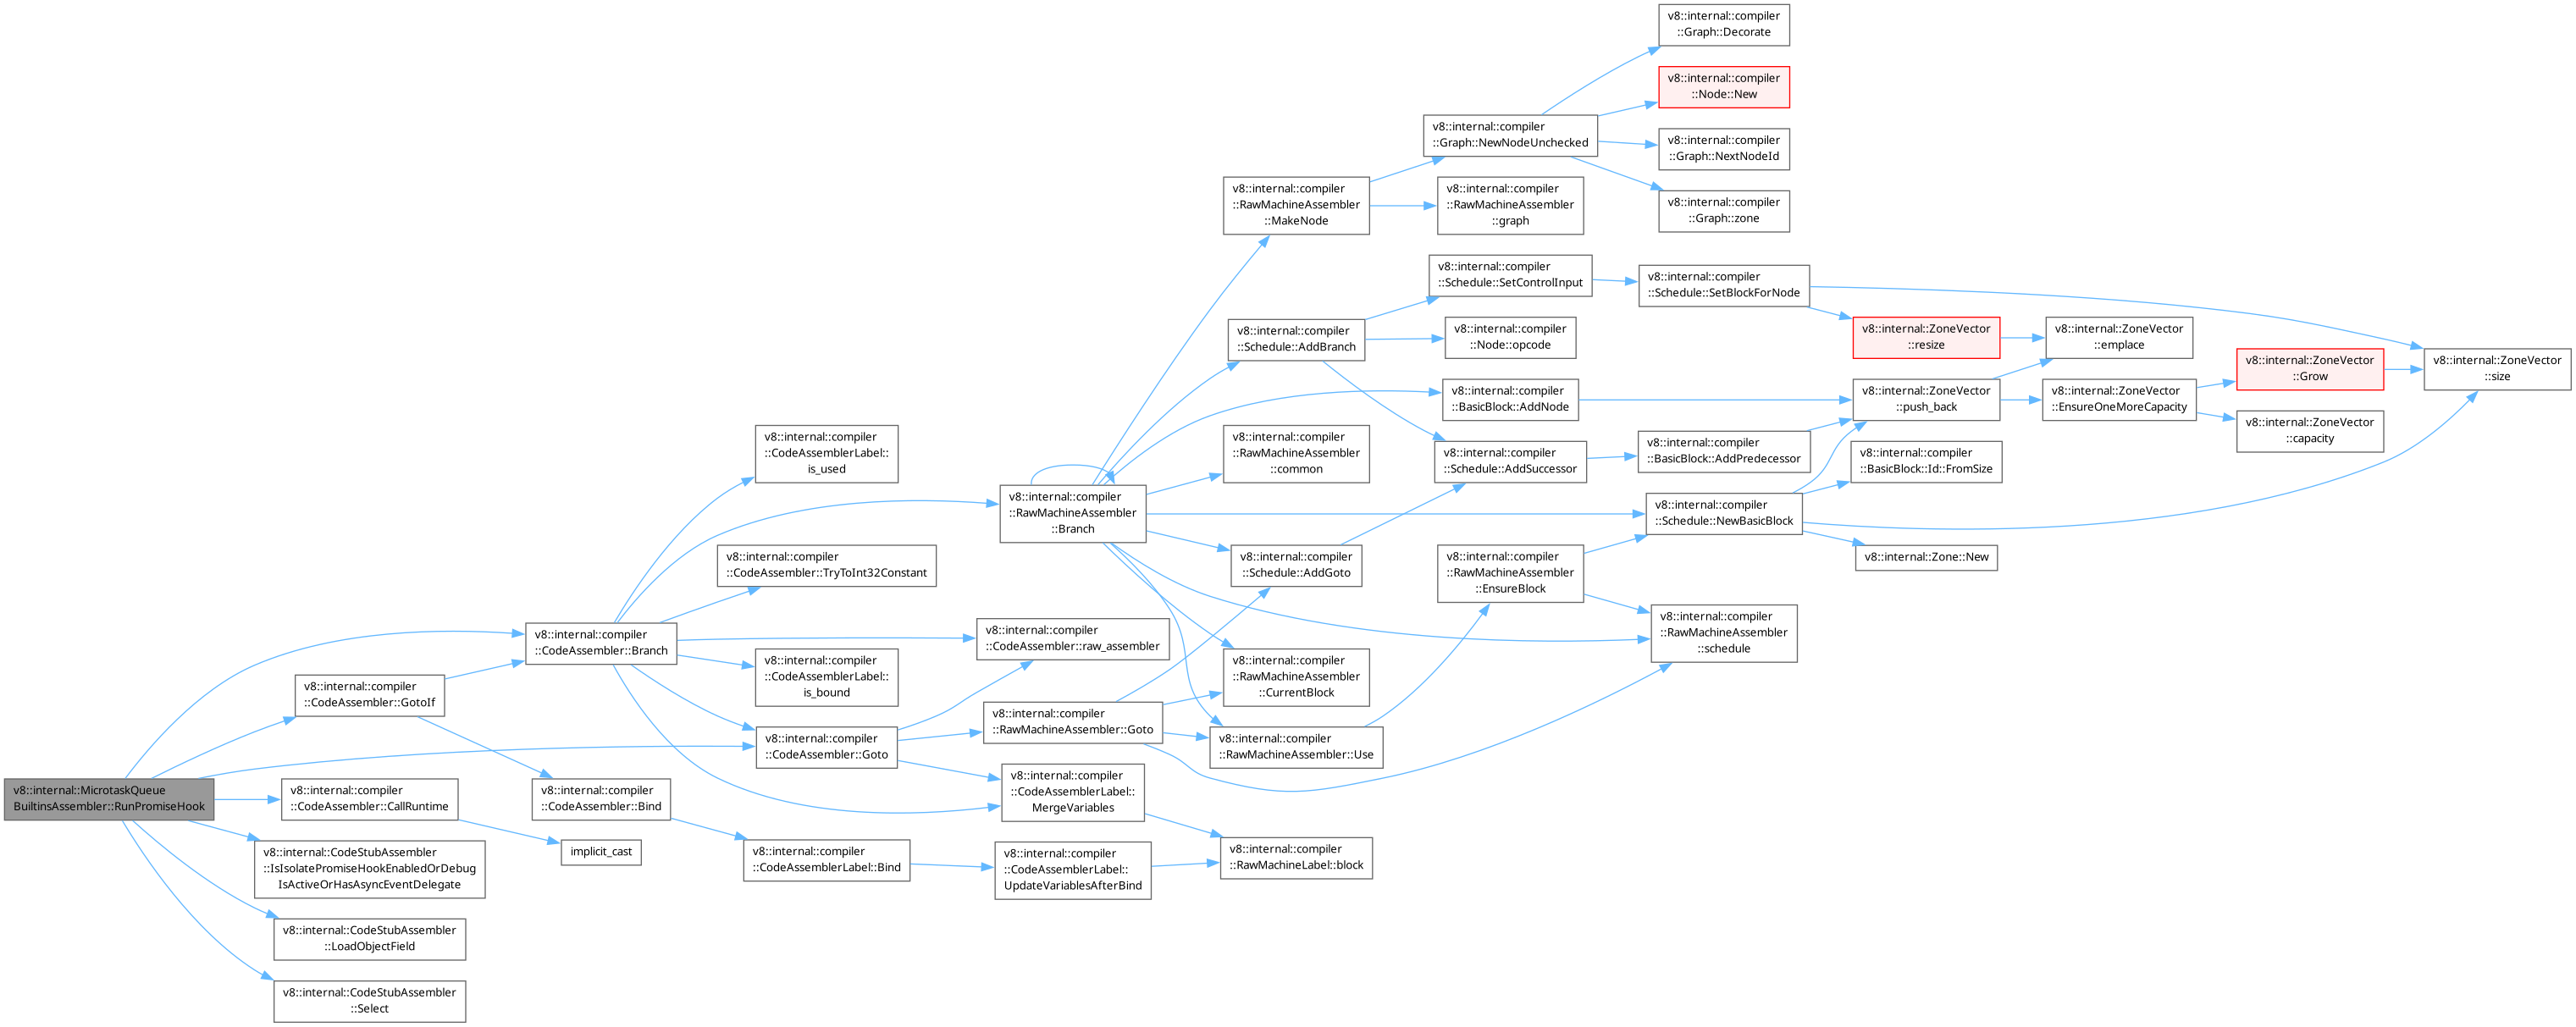 v8::internal::MicrotaskQueue
BuiltinsAssembler::RunPromiseHook
v8::internal::compiler
::CodeAssembler::GotoIf
v8::internal::compiler
::CodeAssembler::CallRuntime
v8::internal::CodeStubAssembler
::IsIsolatePromiseHookEnabledOrDebug
IsActiveOrHasAsyncEventDelegate
v8::internal::CodeStubAssembler
::LoadObjectField
v8::internal::CodeStubAssembler
::Select
v8::internal::compiler
::CodeAssembler::Branch
v8::internal::compiler
::CodeAssembler::Bind
implicit_cast
v8::internal::compiler
::CodeAssemblerLabel::
is_used
v8::internal::compiler
::CodeAssembler::TryToInt32Constant
v8::internal::compiler
::CodeAssemblerLabel::
is_bound
v8::internal::compiler
::CodeAssembler::Goto
v8::internal::compiler
::CodeAssemblerLabel::Bind
v8::internal::compiler
::RawMachineAssembler
::Branch
v8::internal::compiler
::CodeAssembler::raw_assembler
v8::internal::compiler
::RawMachineAssembler::Goto
v8::internal::compiler
::CodeAssemblerLabel::
MergeVariables
v8::internal::compiler
::CodeAssemblerLabel::
UpdateVariablesAfterBind
v8::internal::compiler
::RawMachineAssembler
::MakeNode
v8::internal::compiler
::Schedule::AddBranch
v8::internal::compiler
::RawMachineAssembler
::common
v8::internal::compiler
::Schedule::AddGoto
v8::internal::compiler
::RawMachineAssembler
::CurrentBlock
v8::internal::compiler
::RawMachineAssembler::Use
v8::internal::compiler
::RawMachineLabel::block
v8::internal::compiler
::Graph::NewNodeUnchecked
v8::internal::compiler
::RawMachineAssembler
::graph
v8::internal::compiler
::Schedule::SetControlInput
v8::internal::compiler
::Node::opcode
v8::internal::compiler
::BasicBlock::AddNode
v8::internal::compiler
::Schedule::AddSuccessor
v8::internal::compiler
::RawMachineAssembler
::EnsureBlock
v8::internal::compiler
::Graph::Decorate
v8::internal::compiler
::Node::New
v8::internal::compiler
::Graph::NextNodeId
v8::internal::compiler
::Graph::zone
v8::internal::compiler
::Schedule::SetBlockForNode
v8::internal::compiler
::BasicBlock::AddPredecessor
v8::internal::compiler
::Schedule::NewBasicBlock
v8::internal::compiler
::RawMachineAssembler
::schedule
v8::internal::ZoneVector
::resize
v8::internal::ZoneVector
::push_back
v8::internal::compiler
::BasicBlock::Id::FromSize
v8::internal::Zone::New
v8::internal::ZoneVector
::emplace
v8::internal::ZoneVector
::EnsureOneMoreCapacity
v8::internal::ZoneVector
::Grow
v8::internal::ZoneVector
::capacity
v8::internal::ZoneVector
::size